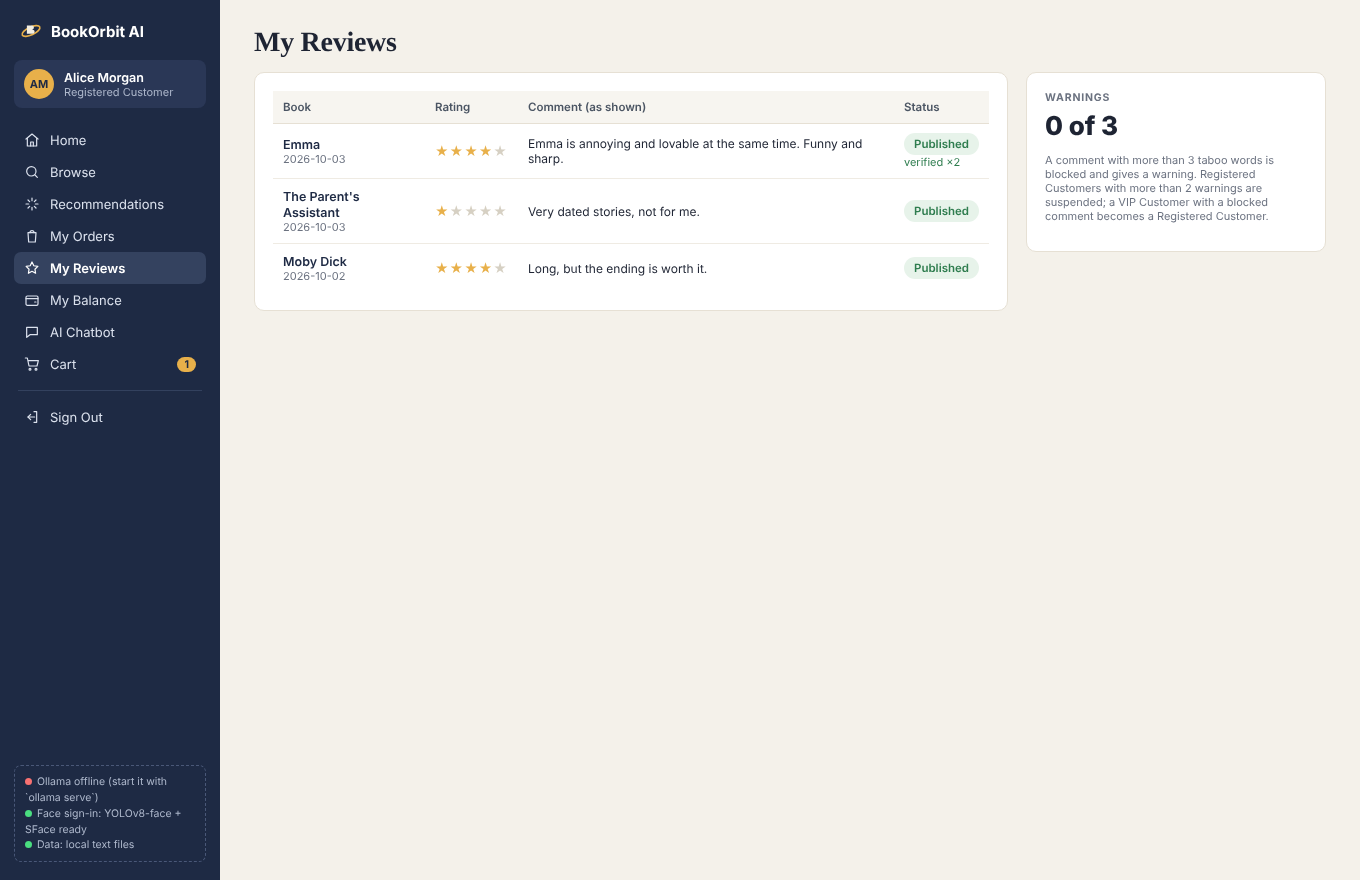 BookOrbit AI
AM
Alice Morgan
Registered Customer
Home
Browse
Recommendations
My Orders
My Reviews
My Balance
AI Chatbot
Cart
1
Sign Out
Ollama offline (start it with
`ollama serve`)
Face sign-in: YOLOv8-face +
SFace ready
Data: local text files
My Reviews
Book Rating Comment (as shown) Status
Emma
2026-10-03
★★★★★
Emma is annoying and lovable at the same time. Funny and
sharp.
Published
verified ×2
The Parent's
Assistant
2026-10-03
★★★★★
Very dated stories, not for me.
Published
Moby Dick
2026-10-02
★★★★★
Long, but the ending is worth it.
Published
WARNINGS
0 of 3
A comment with more than 3 taboo words is
blocked and gives a warning. Registered
Customers with more than 2 warnings are
suspended; a VIP Customer with a blocked
comment becomes a Registered Customer.